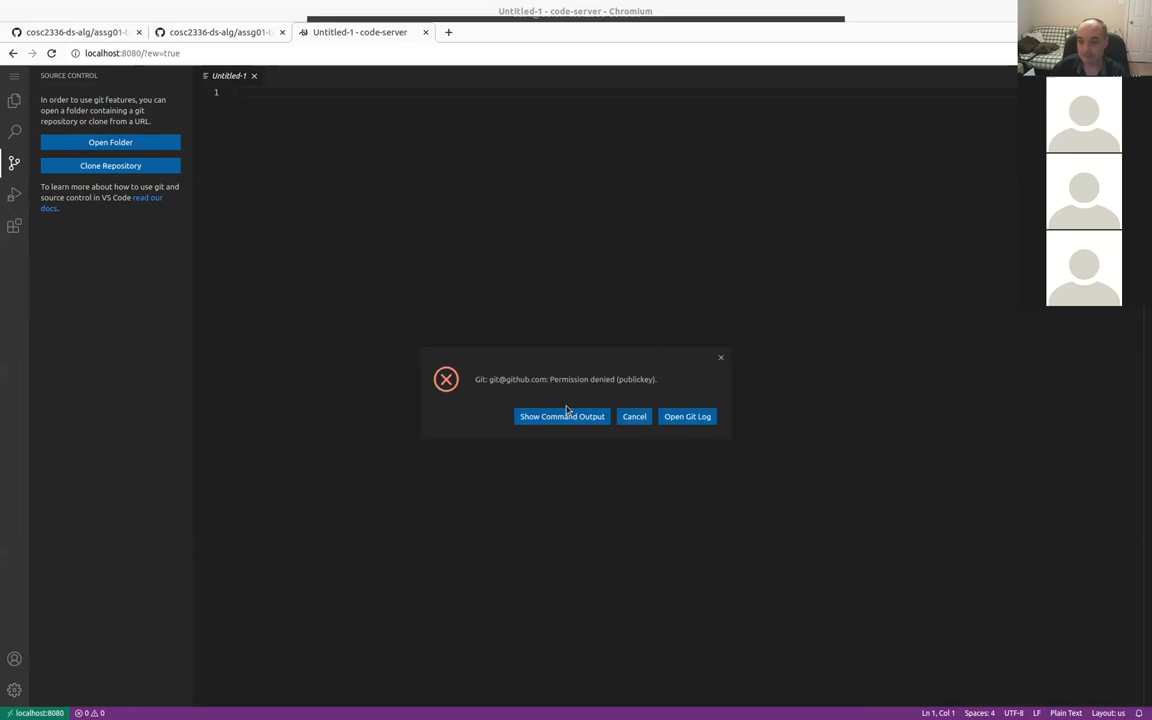 Untitled-1 - code-server - Chromium
cosc2336-ds-alg/assg01-t
cosc2336-ds-alg/assg01-t
Untitled-1 - code-server
localhost:8080/?ew=true
SOURCE CONTROL
Untitled-1
1
In order to use git features, you can
open a folder containing a git
repository or clone from a URL.
Open Folder
Clone Repository
To learn more about how to use git and
source control in VS Code read our
docs.
Git: git@github.com: Permission denied (publickey).
Show Command Output
Cancel
Open Git Log
localhost:8080
0
0
Ln 1, Col 1
Spaces: 4
UTF-8
LF
Plain Text
Layout: us